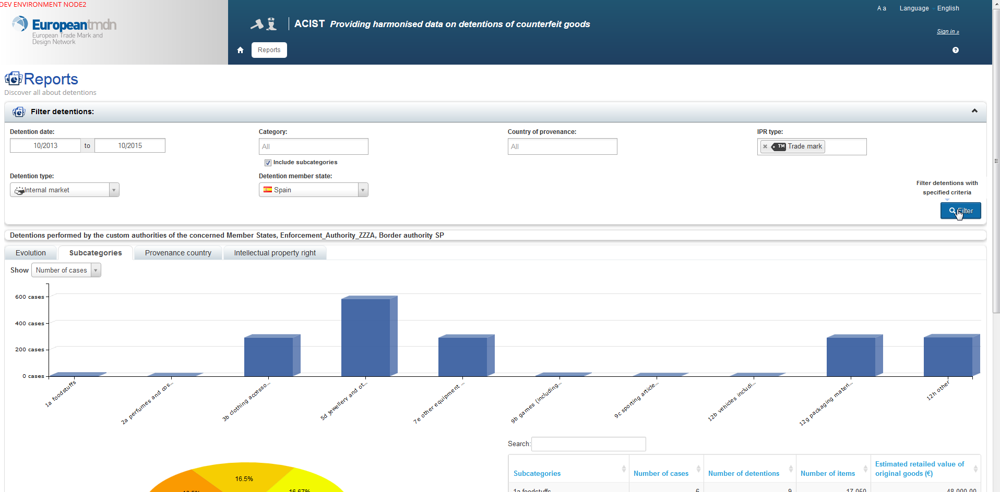 DEV ENVIRONMENT NODE2
Europeantmdn
European Trade Mark and
Design Network
ACIST Providing harmonised data on detentions of counterfeit goods
A a Language English
Sign in »
Reports
Reports
Discover all about detentions
Filter detentions:
Detention date:
10/2013 to 10/2015
Category:
All
Include subcategories
Country of provenance:
All
IPR type:
× TM Trade mark
Detention type:
Internal market
Detention member state:
Spain
Filter detentions with
specified criteria
Filter
Detentions performed by the custom authorities of the concerned Member States, Enforcement_Authority_ZZZA, Border authority SP
Evolution Subcategories Provenance country Intellectual property right
Show Number of cases
600 cases
400 cases
200 cases
0 cases
1a foodstuffs
2a perfumes and cos...
3b clothing accesso...
5d jewellery and ot...
7e other equipment ...
9b games (including...
9c sporting article...
12b vehicles includi...
12g packaging materi...
12h other
16.5%
16.67%
Search:
Subcategories Number of cases Number of detentions Number of items Estimated retailed value of
original goods (€)
1a foodstuffs 6 9 17,050 48,000.00